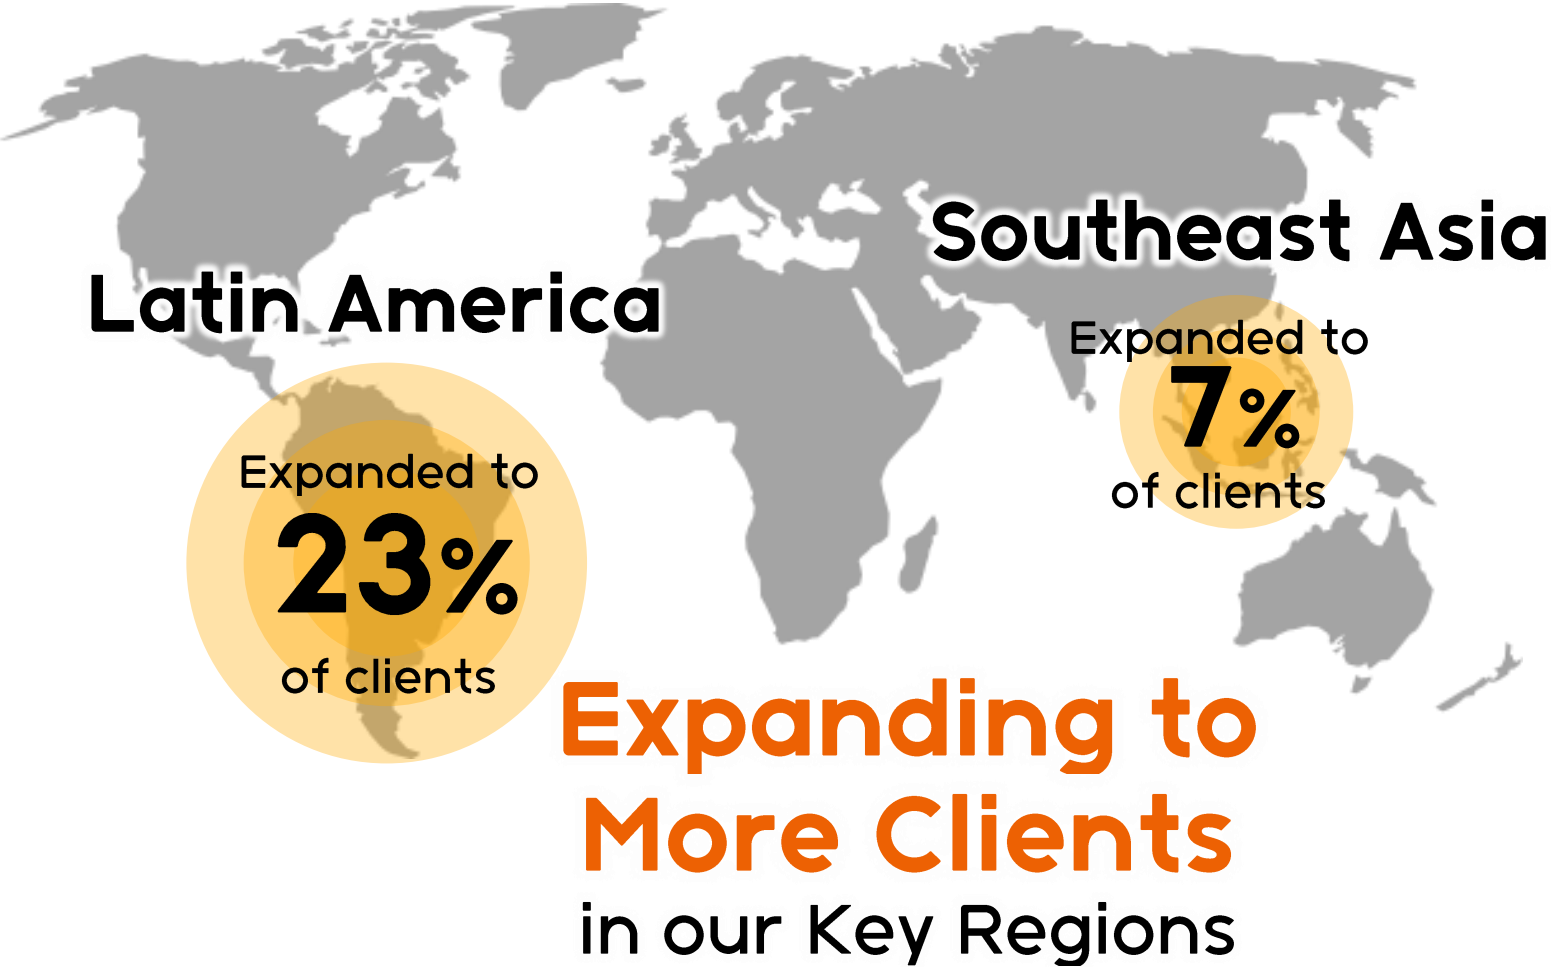 Southeast Asia
Latin America
Expanded to
7%
of clients
Expanded to
23%
of clients
Expanding to
More Clients
in our Key Regions